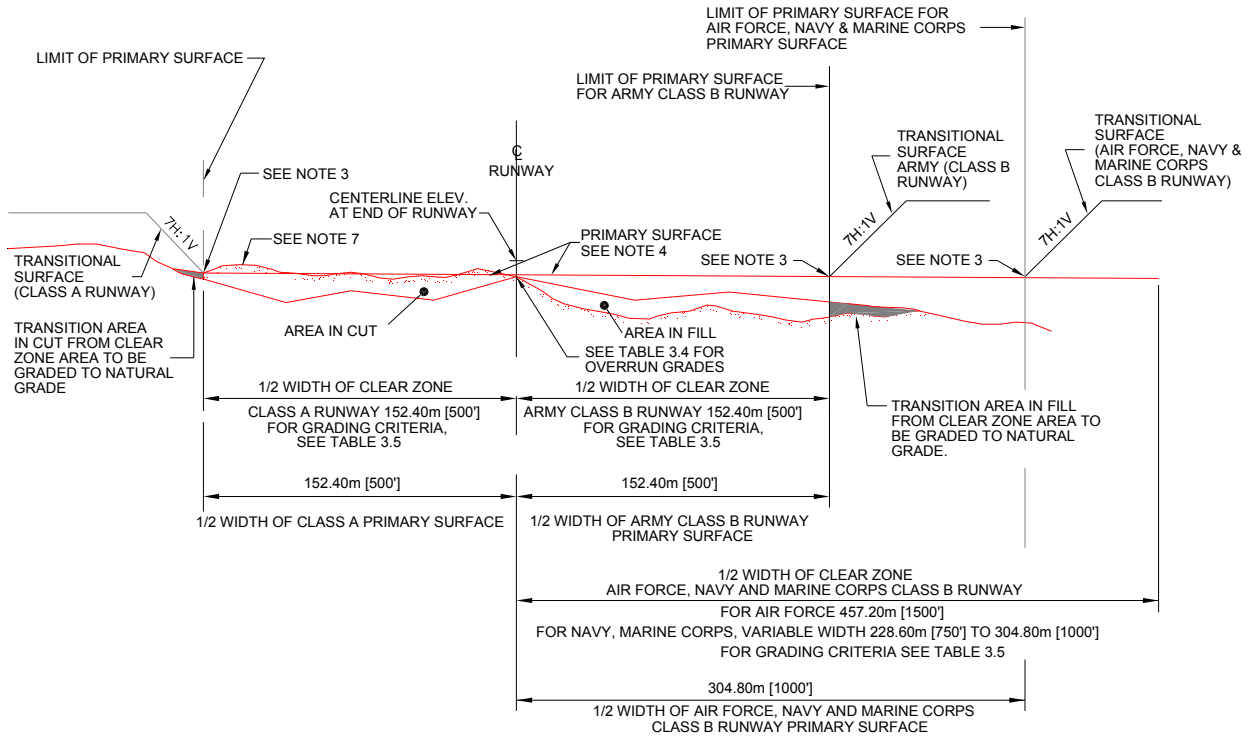 LIMIT OF PRIMARY SURFACE FOR
AIR FORCE, NAVY & MARINE CORPS
PRIMARY SURFACE
LIMIT OF PRIMARY SURFACE
LIMIT OF PRIMARY SURFACE
FOR ARMY CLASS B RUNWAY
TRANSITIONAL
SURFACE
ARMY (CLASS B
RUNWAY)
TRANSITIONAL
SURFACE
(AIR FORCE, NAVY &
MARINE CORPS
CLASS B RUNWAY)
℄
RUNWAY
SEE NOTE 3
CENTERLINE ELEV.
AT END OF RUNWAY
7H:1V
SEE NOTE 7
PRIMARY SURFACE
SEE NOTE 4
SEE NOTE 3
7H:1V
SEE NOTE 3
7H:1V
TRANSITIONAL
SURFACE
(CLASS A RUNWAY)
TRANSITION AREA
IN CUT FROM CLEAR
ZONE AREA TO BE
GRADED TO NATURAL
GRADE
AREA IN CUT
AREA IN FILL
SEE TABLE 3.4 FOR
OVERRUN GRADES
1/2 WIDTH OF CLEAR ZONE
CLASS A RUNWAY 152.40m [500']
FOR GRADING CRITERIA,
SEE TABLE 3.5
1/2 WIDTH OF CLEAR ZONE
ARMY CLASS B RUNWAY 152.40m [500']
FOR GRADING CRITERIA,
SEE TABLE 3.5
TRANSITION AREA IN FILL
FROM CLEAR ZONE AREA TO
BE GRADED TO NATURAL
GRADE.
152.40m [500']
1/2 WIDTH OF CLASS A PRIMARY SURFACE
152.40m [500']
1/2 WIDTH OF ARMY CLASS B RUNWAY
PRIMARY SURFACE
1/2 WIDTH OF CLEAR ZONE
AIR FORCE, NAVY AND MARINE CORPS CLASS B RUNWAY
FOR AIR FORCE 457.20m [1500']
FOR NAVY, MARINE CORPS, VARIABLE WIDTH 228.60m [750'] TO 304.80m [1000']
FOR GRADING CRITERIA SEE TABLE 3.5
304.80m [1000']
1/2 WIDTH OF AIR FORCE, NAVY AND MARINE CORPS
CLASS B RUNWAY PRIMARY SURFACE